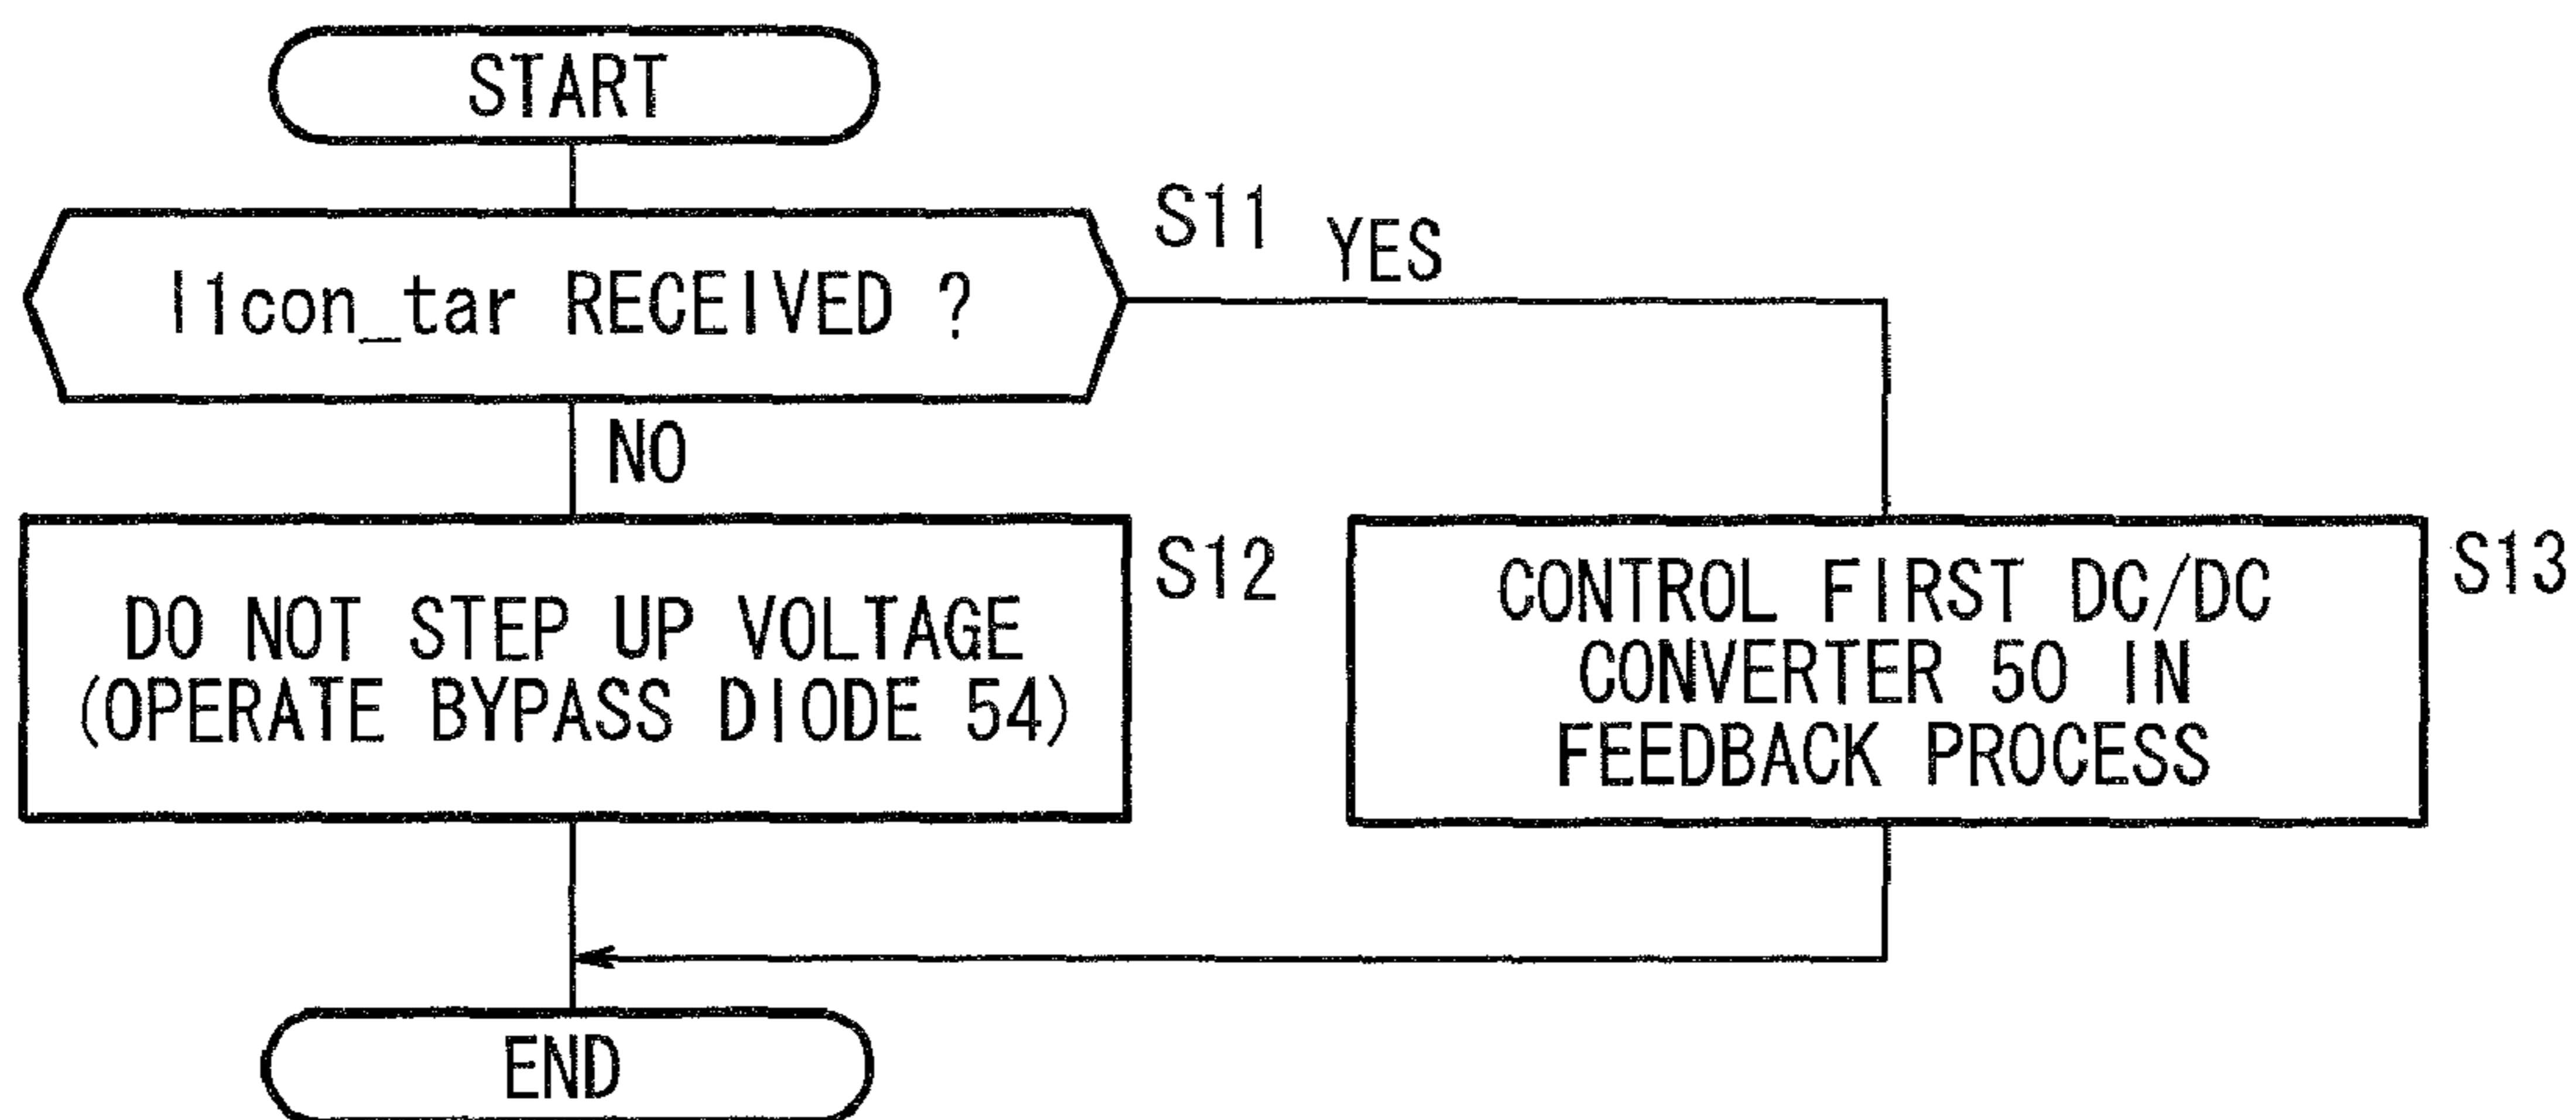 START
S11
YES
I1con_tar RECEIVED ?
NO
DO NOT STEP UP VOLTAGE
(OPERATE BYPASS DIODE 54)
S12
CONTROL FIRST DC/DC
CONVERTER 50 IN
FEEDBACK PROCESS
S13
END